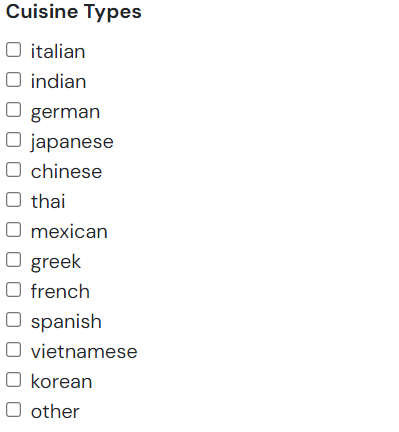 Cuisine Types
italian
indian
german
japanese
chinese
thai
mexican
greek
french
spanish
vietnamese
korean
other